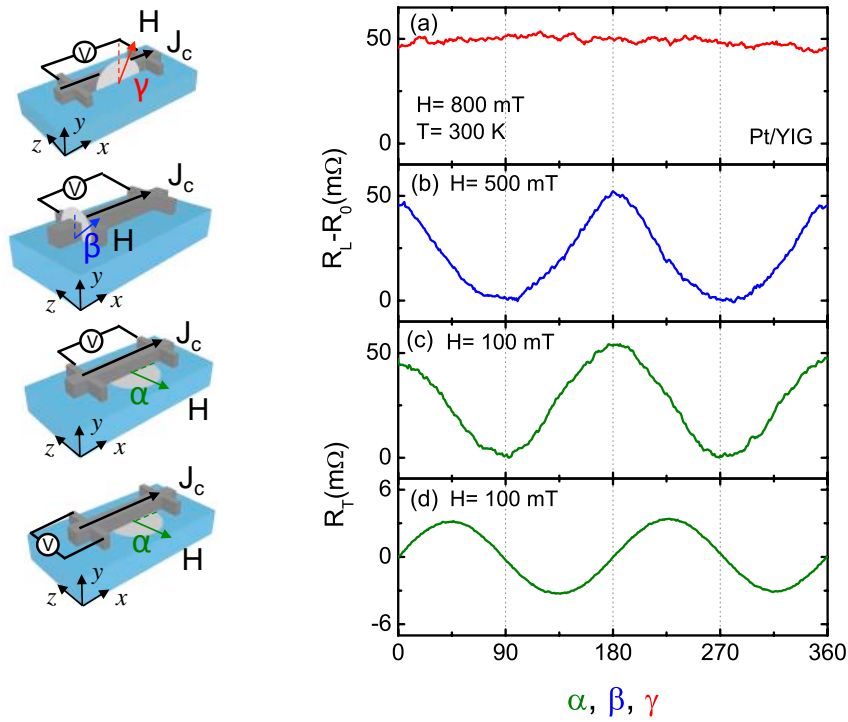 H
V
J_c
γ
y
z
x
V
J_c
β
H
y
z
x
V
J_c
α
H
y
z
x
J_c
α
V
H
y
z
x
(a)
50
H= 800 mT
T= 300 K
0
Pt/YIG
(b) H= 500 mT
50
0
R_L-R_0(mΩ)
(c) H= 100 mT
50
0
(d) H= 100 mT
6
0
-6
R_T(mΩ)
0 90 180 270 360
α, β, γ